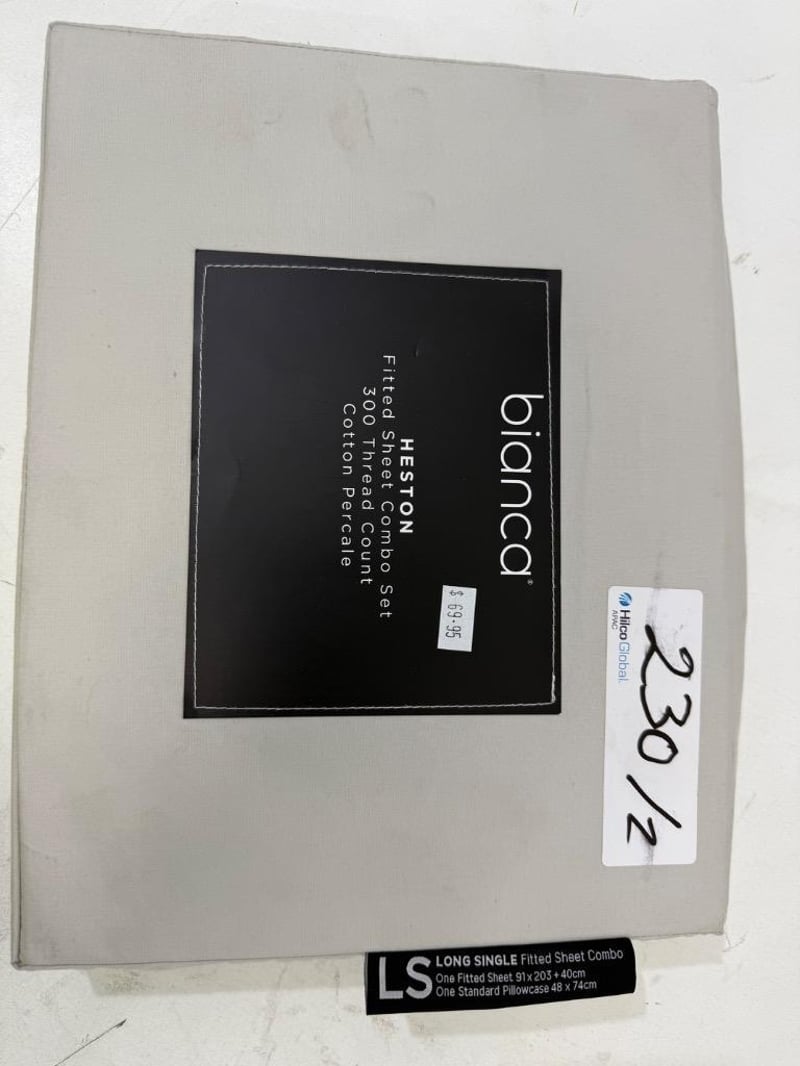 bianca®
HESTON
Fitted Sheet Combo Set
300 Thread Count
Cotton Percale
$ 69.95
Hilco Global.
APAC
230/2
LS
LONG SINGLE Fitted Sheet Combo
One Fitted Sheet 91 x 203 + 40cm
One Standard Pillowcase 48 x 74cm